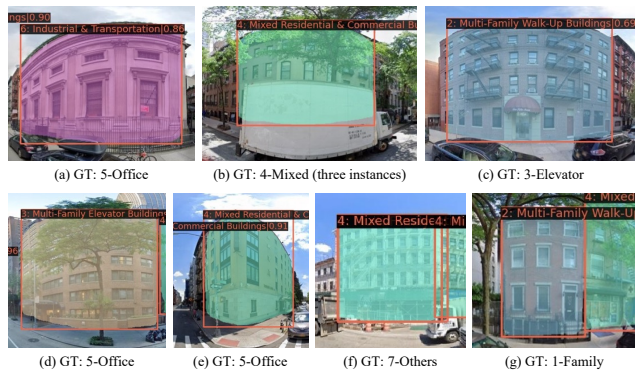 ngs|0.90
6: Industrial & Transportation|0.86
4: Mixed Residential & Commercial Bu
2: Multi-Family Walk-Up Buildings|0.69
(a) GT: 5-Office
(b) GT: 4-Mixed (three instances)
(c) GT: 3-Elevator
3: Multi-Family Elevator Building
4
96
4: Mixed Residential & C
Commercial Buildings|0.91
4: Mixed Reside
4: Mi
4: Mixed
2: Multi-Family Walk-U
(d) GT: 5-Office
(e) GT: 5-Office
(f) GT: 7-Others
(g) GT: 1-Family